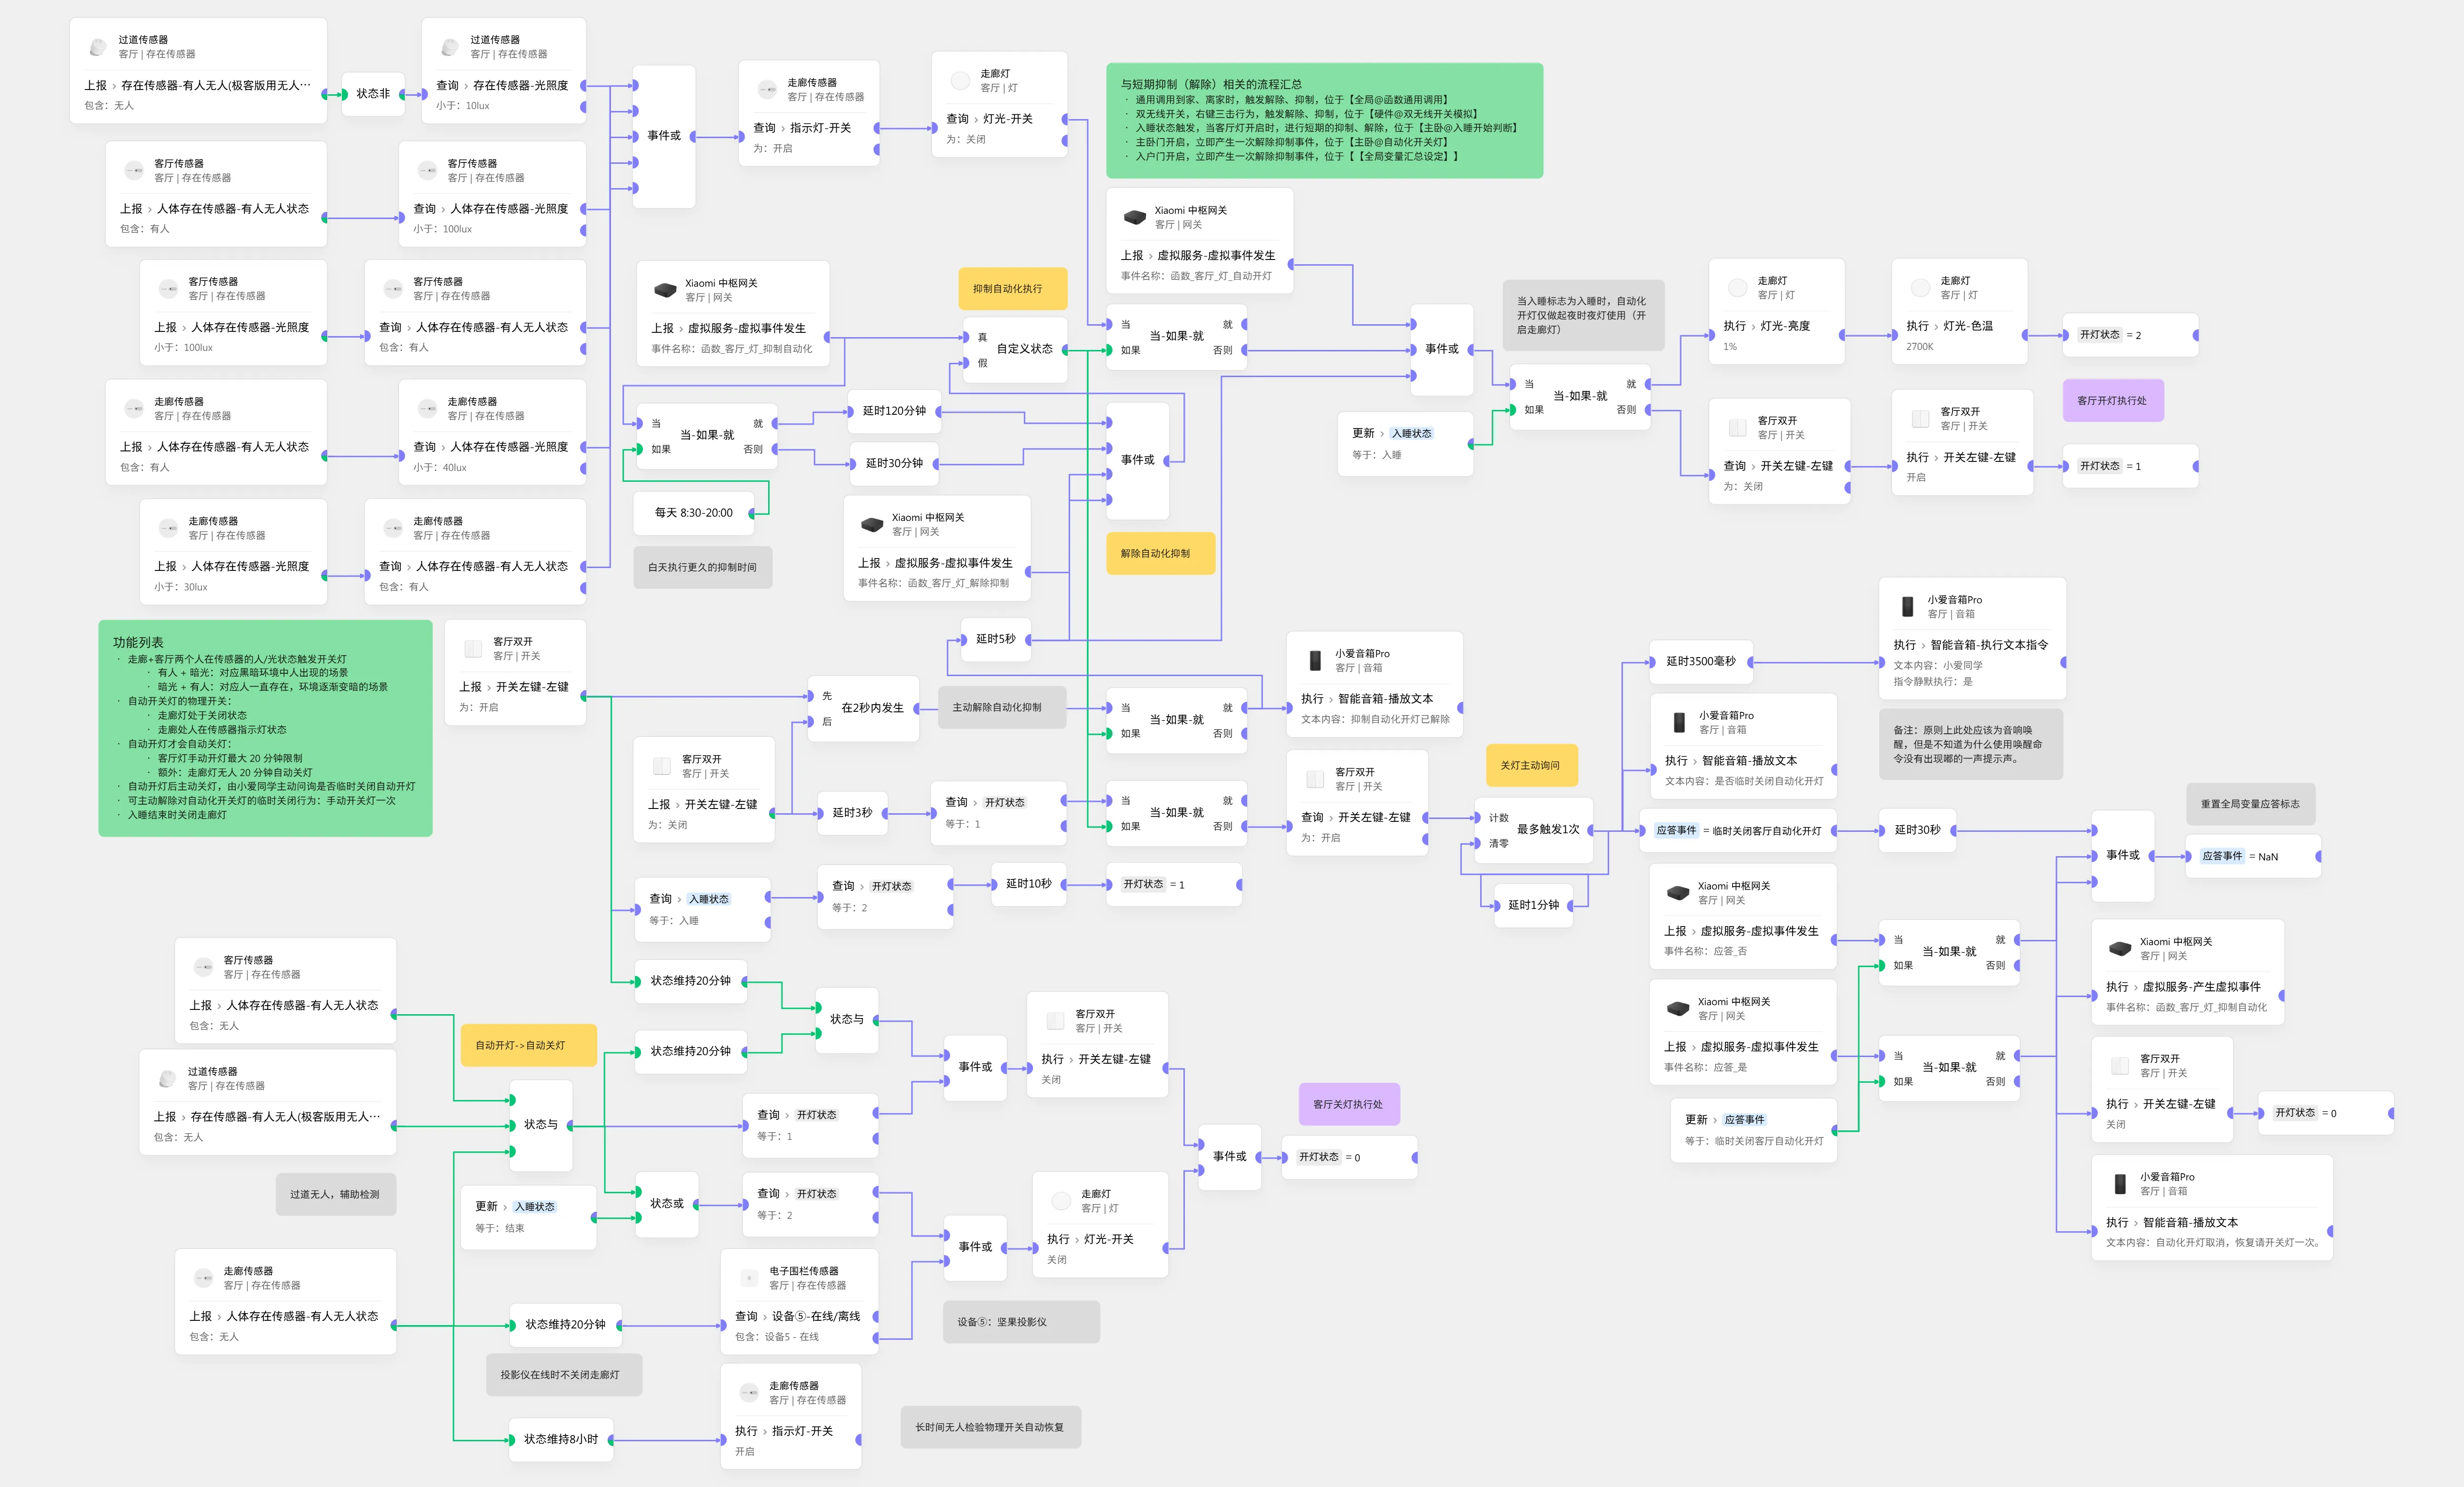 过道传感器
客厅 | 存在传感器
上报 › 存在传感器-有人无人(极客版用无人⋯
包含：无人
状态非
过道传感器
客厅 | 存在传感器
查询 › 存在传感器-光照度
小于：10lux
客厅传感器
客厅 | 存在传感器
上报 › 人体存在传感器-有人无人状态
包含：有人
客厅传感器
客厅 | 存在传感器
查询 › 人体存在传感器-光照度
小于：100lux
客厅传感器
客厅 | 存在传感器
上报 › 人体存在传感器-光照度
小于：100lux
客厅传感器
客厅 | 存在传感器
查询 › 人体存在传感器-有人无人状态
包含：有人
走廊传感器
客厅 | 存在传感器
上报 › 人体存在传感器-有人无人状态
包含：有人
走廊传感器
客厅 | 存在传感器
查询 › 人体存在传感器-光照度
小于：40lux
走廊传感器
客厅 | 存在传感器
上报 › 人体存在传感器-光照度
小于：30lux
走廊传感器
客厅 | 存在传感器
查询 › 人体存在传感器-有人无人状态
包含：有人
事件或
走廊传感器
客厅 | 存在传感器
查询 › 指示灯-开关
为：开启
走廊灯
客厅 | 灯
查询 › 灯光-开关
为：关闭
与短期抑制（解除）相关的流程汇总
· 通用调用到家、离家时，触发解除、抑制，位于【全局@函数通用调用】
· 双无线开关，右键三击行为，触发解除、抑制，位于【硬件@双无线开关模拟】
· 入睡状态触发，当客厅灯开启时，进行短期的抑制、解除，位于【主卧@入睡开始判断】
· 主卧门开启，立即产生一次解除抑制事件，位于【主卧@自动化开关灯】
· 入户门开启，立即产生一次解除抑制事件，位于【【全局变量汇总设定】】
Xiaomi 中枢网关
客厅 | 网关
上报 › 虚拟服务-虚拟事件发生
事件名称：函数_客厅_灯_自动开灯
Xiaomi 中枢网关
客厅 | 网关
上报 › 虚拟服务-虚拟事件发生
事件名称：函数_客厅_灯_抑制自动化
抑制自动化执行
真
自定义状态
假
当 就
当-如果-就
如果 否则
当 就
当-如果-就
如果 否则
延时120分钟
延时30分钟
每天 8:30-20:00
白天执行更久的抑制时间
Xiaomi 中枢网关
客厅 | 网关
上报 › 虚拟服务-虚拟事件发生
事件名称：函数_客厅_灯_解除抑制
事件或
解除自动化抑制
事件或
更新 › 入睡状态
等于：入睡
当入睡标志为入睡时，自动化
开灯仅做起夜时夜灯使用（开
启走廊灯）
当 就
当-如果-就
如果 否则
走廊灯
客厅 | 灯
执行 › 灯光-亮度
1%
走廊灯
客厅 | 灯
执行 › 灯光-色温
2700K
开灯状态 = 2
客厅开灯执行处
客厅双开
客厅 | 开关
查询 › 开关左键-左键
为：关闭
客厅双开
客厅 | 开关
执行 › 开关左键-左键
开启
开灯状态 = 1
功能列表
· 走廊+客厅两个人在传感器的人/光状态触发开关灯
· 有人 + 暗光：对应黑暗环境中人出现的场景
· 暗光 + 有人：对应人一直存在，环境逐渐变暗的场景
· 自动开关灯的物理开关：
· 走廊灯处于关闭状态
· 走廊处人在传感器指示灯状态
· 自动开灯才会自动关灯：
· 客厅灯手动开灯最大 20 分钟限制
· 额外：走廊灯无人 20 分钟自动关灯
· 自动开灯后主动关灯，由小爱同学主动问询是否临时关闭自动开灯
· 可主动解除对自动化开关灯的临时关闭行为：手动开关灯一次
· 入睡结束时关闭走廊灯
客厅双开
客厅 | 开关
上报 › 开关左键-左键
为：开启
延时5秒
先
在2秒内发生
后
主动解除自动化抑制
当 就
当-如果-就
如果 否则
小爱音箱Pro
客厅 | 音箱
执行 › 智能音箱-播放文本
文本内容：抑制自动化开灯已解除
客厅双开
客厅 | 开关
上报 › 开关左键-左键
为：关闭
延时3秒
查询 › 开灯状态
等于：1
当 就
当-如果-就
如果 否则
客厅双开
客厅 | 开关
查询 › 开关左键-左键
为：开启
关灯主动询问
计数
最多触发1次
清零
延时1分钟
延时3500毫秒
小爱音箱Pro
客厅 | 音箱
执行 › 智能音箱-执行文本指令
文本内容：小爱同学
指令静默执行：是
小爱音箱Pro
客厅 | 音箱
执行 › 智能音箱-播放文本
文本内容：是否临时关闭自动化开灯
备注：原则上此处应该为音响唤
醒，但是不知道为什么使用唤醒命
令没有出现嘟的一声提示声。
应答事件 = 临时关闭客厅自动化开灯
延时30秒
事件或
重置全局变量应答标志
应答事件 = NaN
查询 › 入睡状态
等于：入睡
查询 › 开灯状态
等于：2
延时10秒
开灯状态 = 1
Xiaomi 中枢网关
客厅 | 网关
上报 › 虚拟服务-虚拟事件发生
事件名称：应答_否
当 就
当-如果-就
如果 否则
Xiaomi 中枢网关
客厅 | 网关
上报 › 虚拟服务-虚拟事件发生
事件名称：应答_是
当 就
当-如果-就
如果 否则
更新 › 应答事件
等于：临时关闭客厅自动化开灯
Xiaomi 中枢网关
客厅 | 网关
执行 › 虚拟服务-产生虚拟事件
事件名称：函数_客厅_灯_抑制自动化
客厅双开
客厅 | 开关
执行 › 开关左键-左键
关闭
开灯状态 = 0
小爱音箱Pro
客厅 | 音箱
执行 › 智能音箱-播放文本
文本内容：自动化开灯取消，恢复请开关灯一次。
客厅传感器
客厅 | 存在传感器
上报 › 人体存在传感器-有人无人状态
包含：无人
过道传感器
客厅 | 存在传感器
上报 › 存在传感器-有人无人(极客版用无人⋯
包含：无人
过道无人，辅助检测
自动开灯->自动关灯
状态与
状态维持20分钟
状态维持20分钟
状态与
查询 › 开灯状态
等于：1
事件或
客厅双开
客厅 | 开关
执行 › 开关左键-左键
关闭
更新 › 入睡状态
等于：结束
状态或
查询 › 开灯状态
等于：2
事件或
走廊灯
客厅 | 灯
执行 › 灯光-开关
关闭
事件或
客厅关灯执行处
开灯状态 = 0
走廊传感器
客厅 | 存在传感器
上报 › 人体存在传感器-有人无人状态
包含：无人
状态维持20分钟
投影仪在线时不关闭走廊灯
电子围栏传感器
客厅 | 存在传感器
查询 › 设备⑤-在线/离线
包含：设备5 - 在线
设备⑤：坚果投影仪
状态维持8小时
走廊传感器
客厅 | 存在传感器
执行 › 指示灯-开关
开启
长时间无人检验物理开关自动恢复